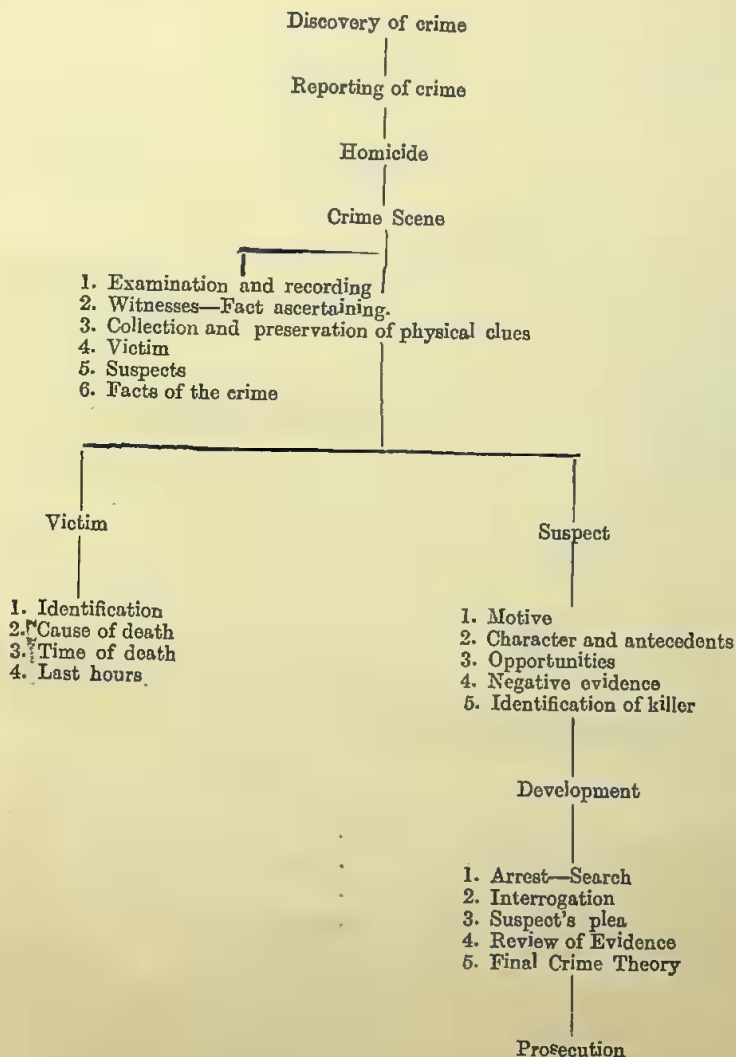 Discovery of crime
Reporting of crime
Homicide
Crime Scene
1. Examination and recording
2. Witnesses—Fact ascertaining.
3. Collection and preservation of physical clues
4. Victim
5. Suspects
6. Facts of the crime
Victim
1. Identification
2. Cause of death
3. Time of death
4. Last hours
Suspect
1. Motive
2. Character and antecedents
3. Opportunities
4. Negative evidence
5. Identification of killer
Development
1. Arrest—Search
2. Interrogation
3. Suspect's plea
4. Review of Evidence
5. Final Crime Theory
Prosecution